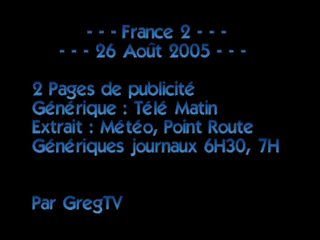 - - - France 2 - - -
- - - 26 Août 2005 - - -
2 Pages de publicité
Générique : Télé Matin
Extrait : Météo, Point Route
Génériques journaux 6H30, 7H
Par GregTV